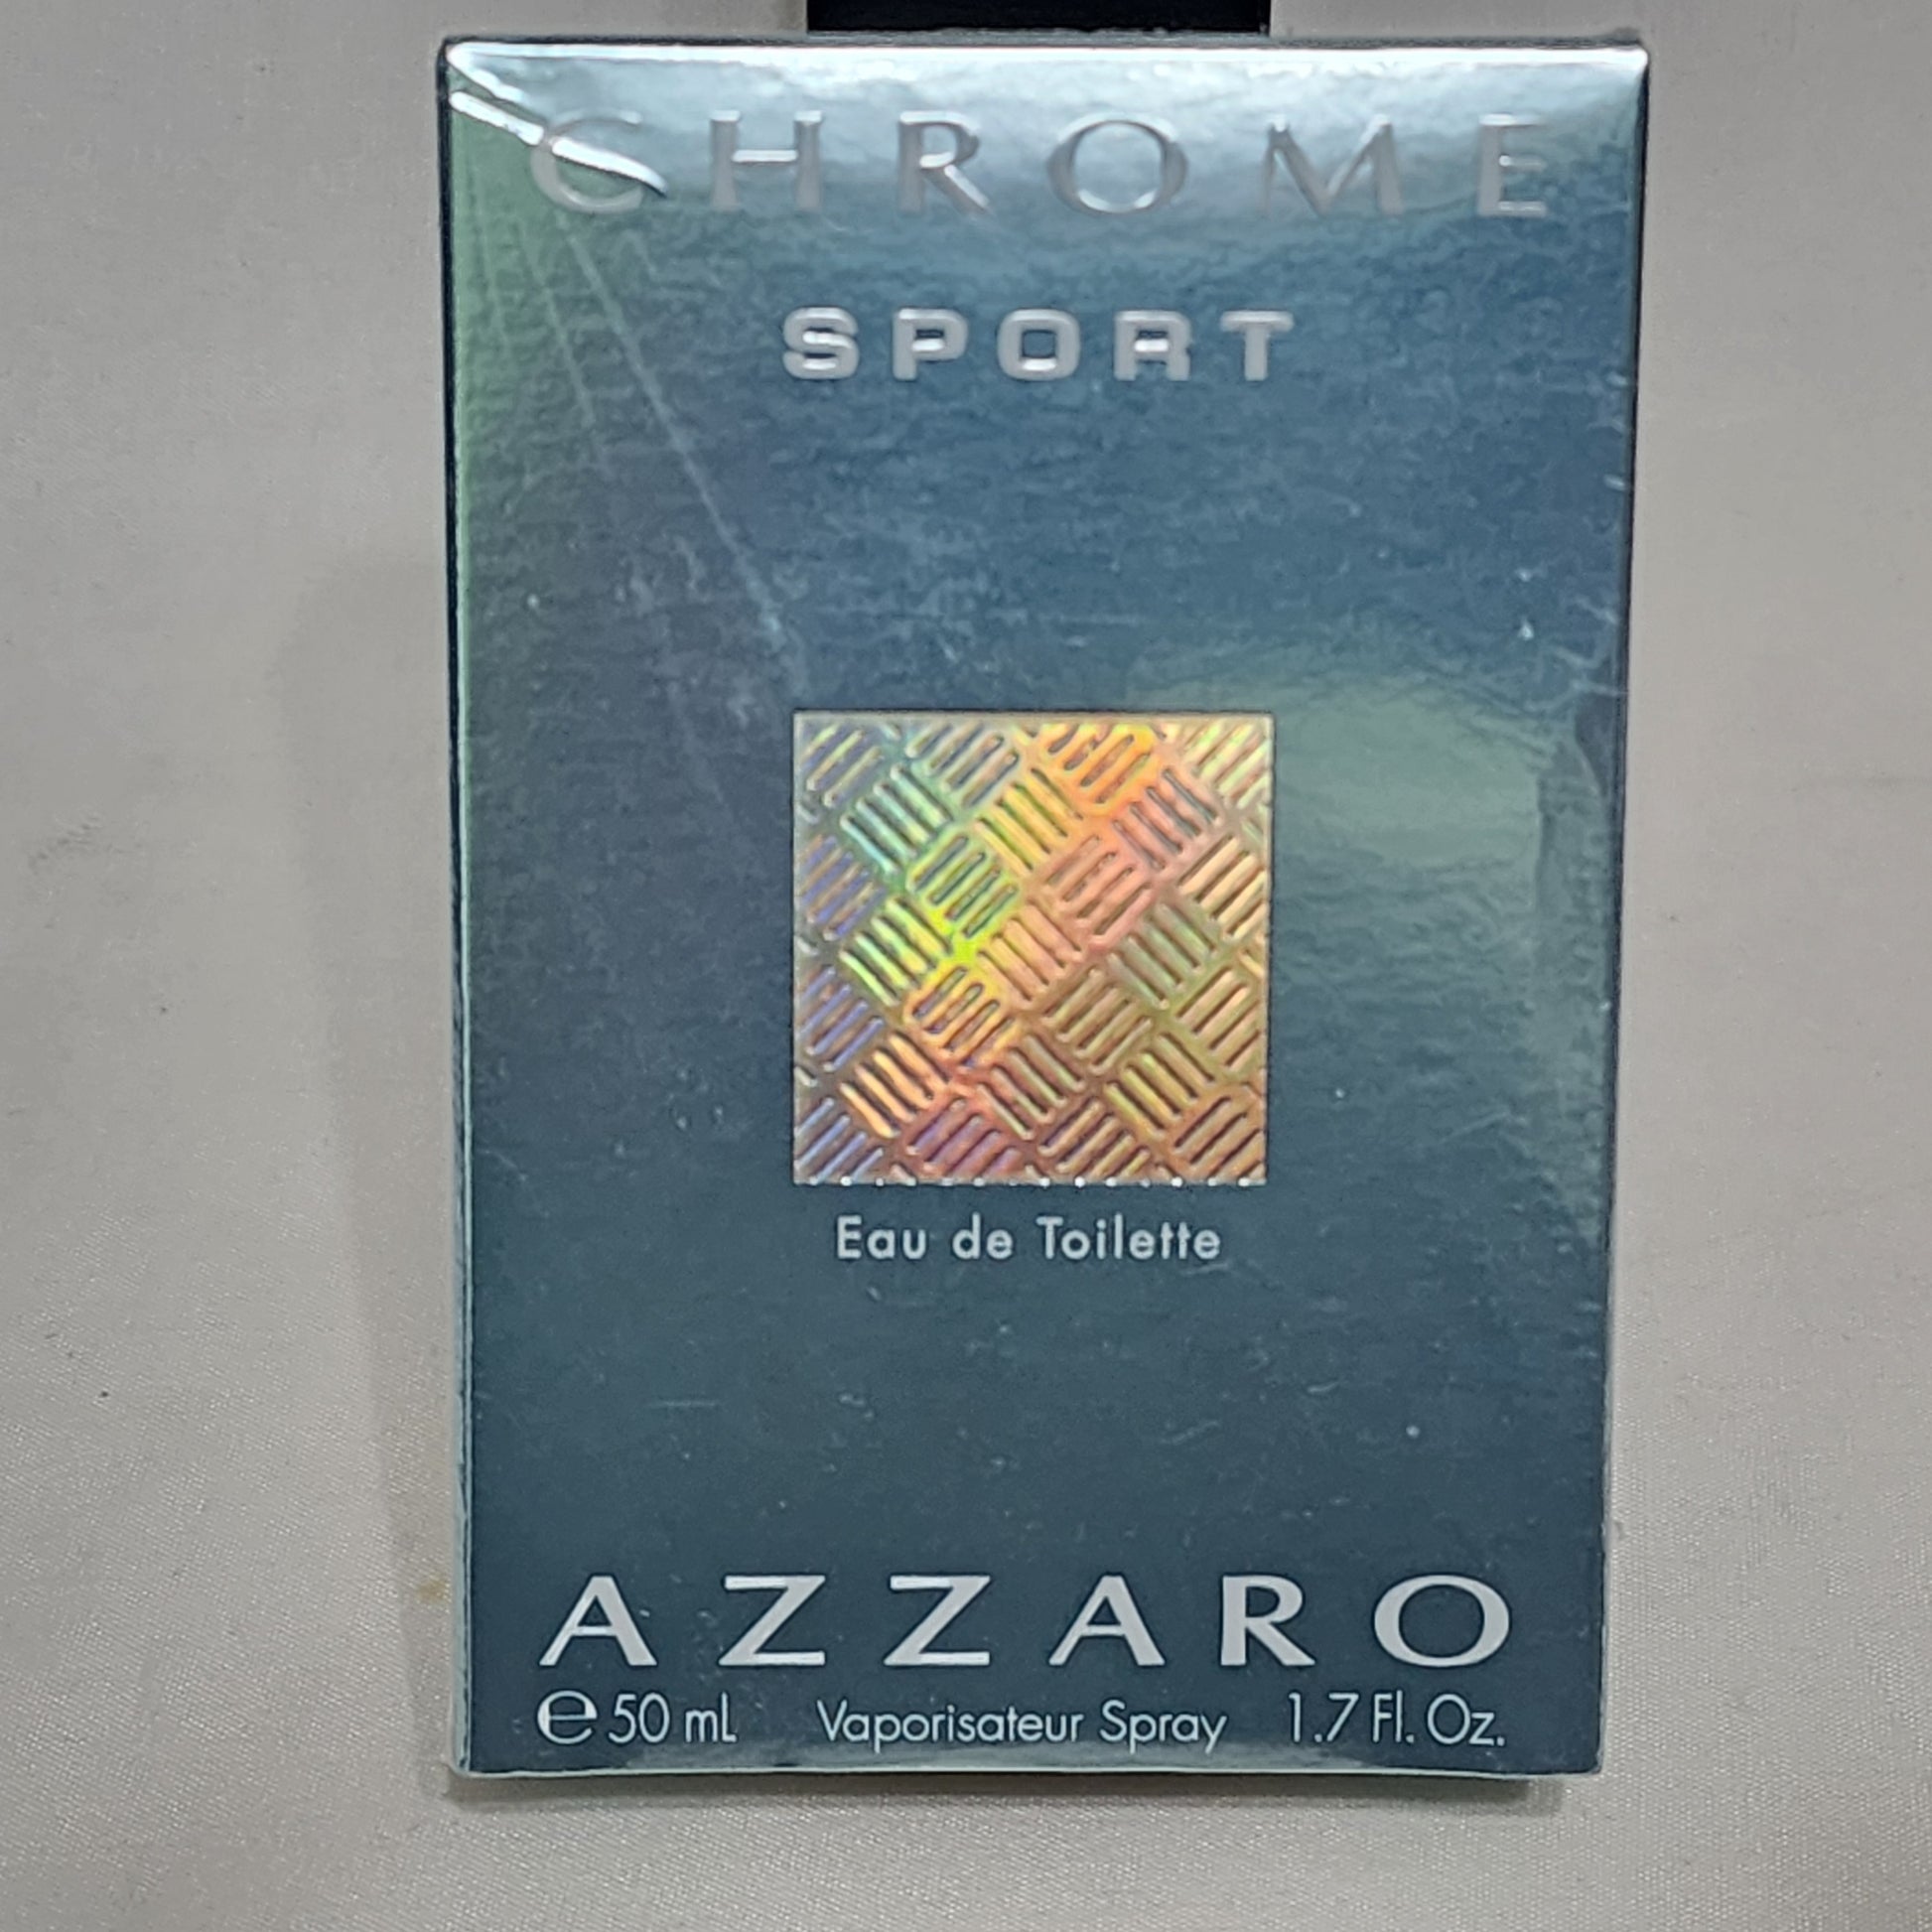 CHROME
SPORT
Eau de Toilette
AZZARO
℮ 50 mL Vaporisateur Spray 1.7 Fl. Oz.